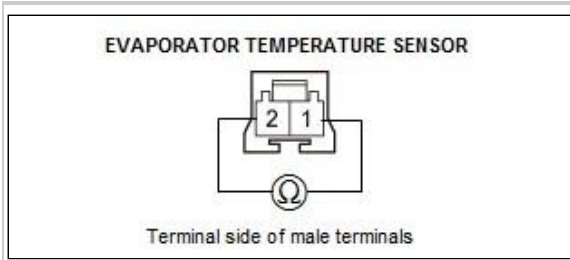 EVAPORATOR TEMPERATURE SENSOR
2 1
Ω
Terminal side of male terminals